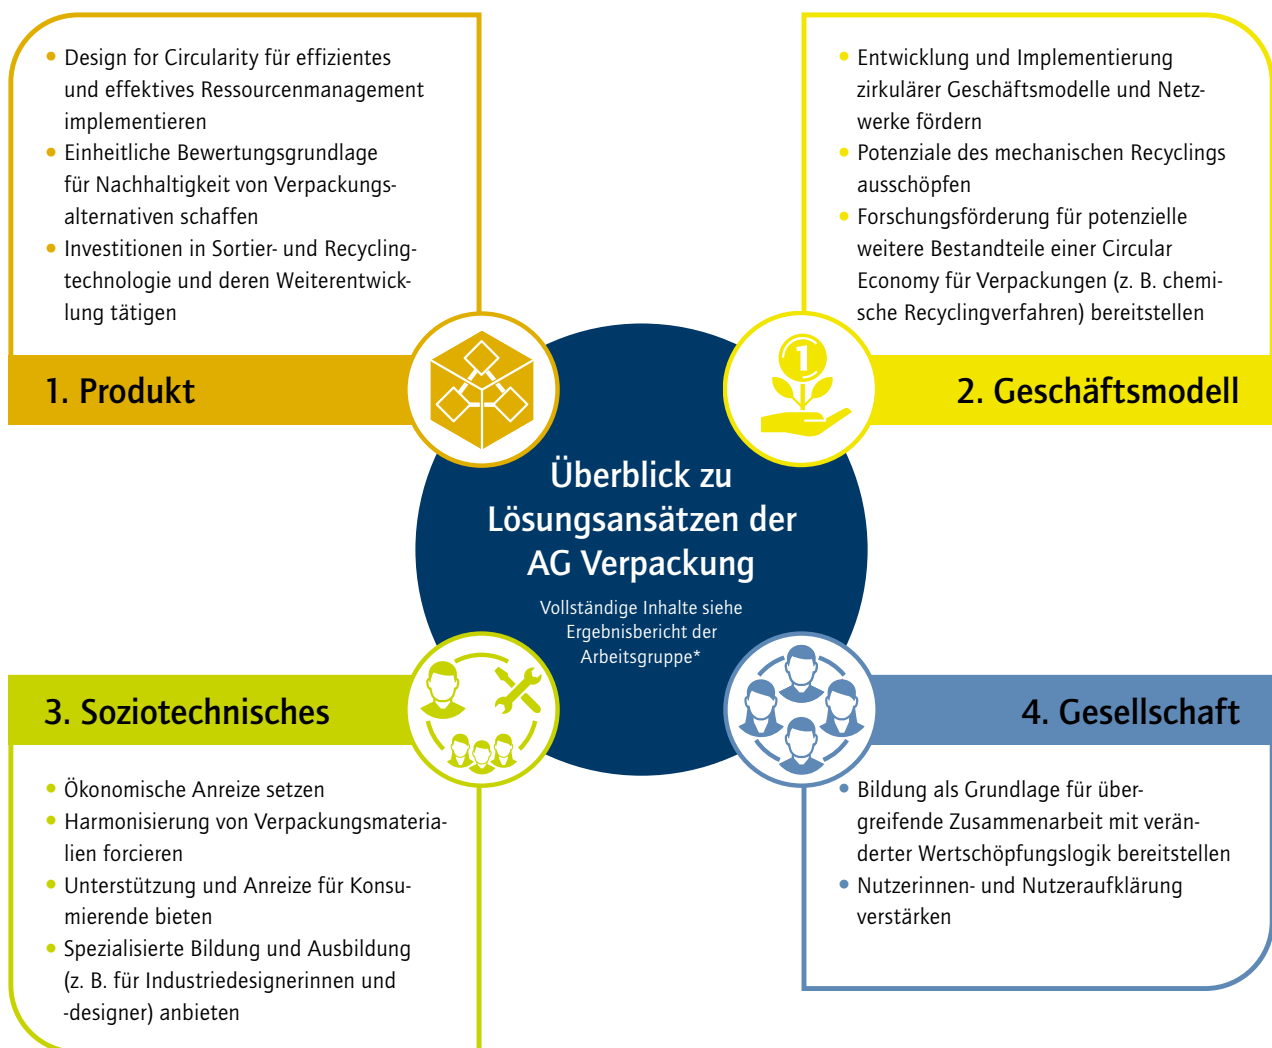 • Design for Circularity für effizientes
und effektives Ressourcenmanagement
implementieren
• Einheitliche Bewertungsgrundlage
für Nachhaltigkeit von Verpackungs-
alternativen schaffen
• Investitionen in Sortier- und Recycling-
technologie und deren Weiterentwick-
lung tätigen
1. Produkt
• Entwicklung und Implementierung
zirkulärer Geschäftsmodelle und Netz-
werke fördern
• Potenziale des mechanischen Recyclings
ausschöpfen
• Forschungsförderung für potenzielle
weitere Bestandteile einer Circular
Economy für Verpackungen (z. B. chemi-
sche Recyclingverfahren) bereitstellen
1
2. Geschäftsmodell
Überblick zu
Lösungsansätzen der
AG Verpackung
Vollständige Inhalte siehe
Ergebnisbericht der
Arbeitsgruppe*
3. Soziotechnisches
• Ökonomische Anreize setzen
• Harmonisierung von Verpackungsmateria-
lien forcieren
• Unterstützung und Anreize für Konsu-
mierende bieten
• Spezialisierte Bildung und Ausbildung
(z. B. für Industriedesignerinnen und
-designer) anbieten
4. Gesellschaft
• Bildung als Grundlage für über-
greifende Zusammenarbeit mit verän-
derter Wertschöpfungslogik bereitstellen
• Nutzerinnen- und Nutzeraufklärung
verstärken